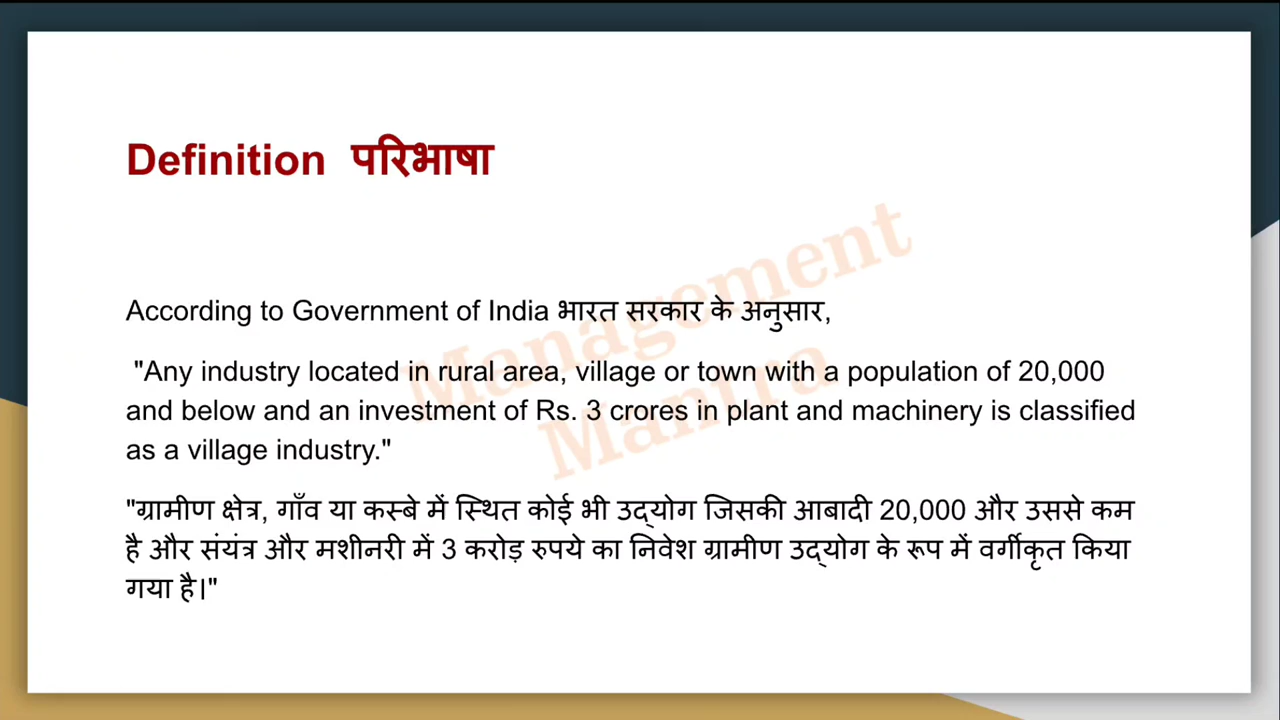 Definition परिभाषा
According to Government of India भारत सरकार के अनुसार,
"Any industry located in rural area, village or town with a population of 20,000
and below and an investment of Rs. 3 crores in plant and machinery is classified
as a village industry."
"ग्रामीण क्षेत्र, गाँव या कस्बे में स्थित कोई भी उद्योग जिसकी आबादी 20,000 और उससे कम
है और संयंत्र और मशीनरी में 3 करोड़ रुपये का निवेश ग्रामीण उद्योग के रूप में वर्गीकृत किया
गया है।"
Management
Mantra